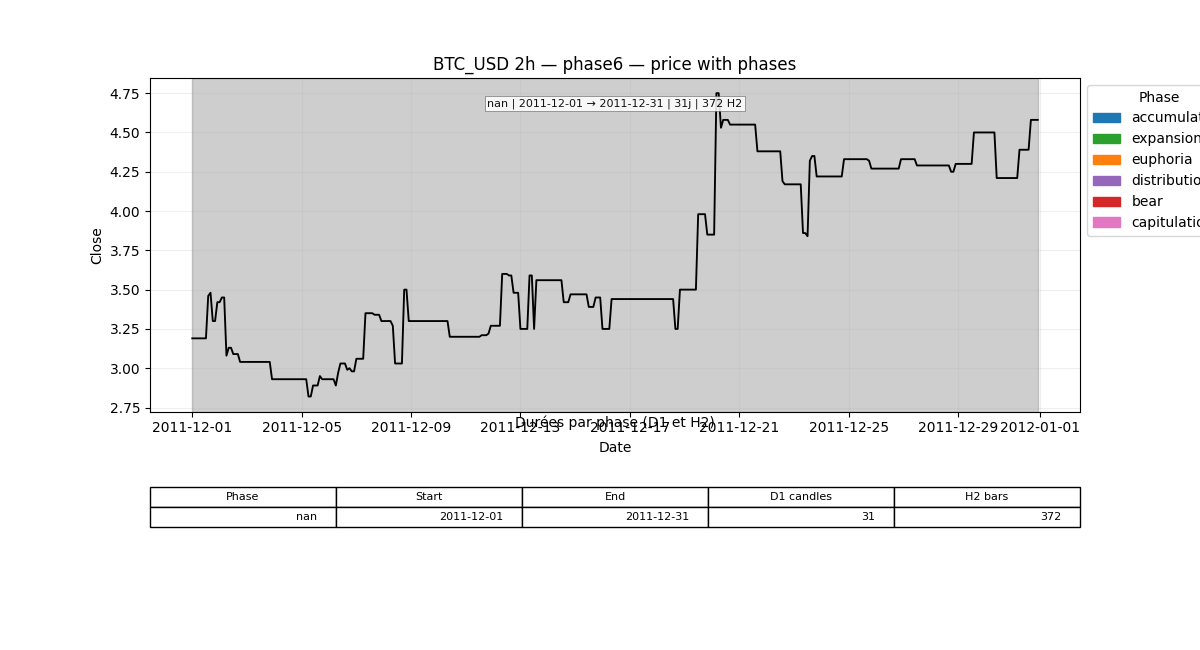 BTC_USD 2h — phase6 — price with phases
nan | 2011-12-01 → 2011-12-31 | 31j | 372 H2
4.75
4.50
4.25
4.00
3.75
3.50
3.25
3.00
2.75
Close
2011-12-01 2011-12-05 2011-12-09 2011-12-13 2011-12-17 2011-12-21 2011-12-25 2011-12-29 2012-01-01
Durées par phase (D1 et H2)
Date
Phase
accumulat
expansion
euphoria
distributio
bear
capitulatio
Phase Start End D1 candles H2 bars
nan 2011-12-01 2011-12-31 31 372